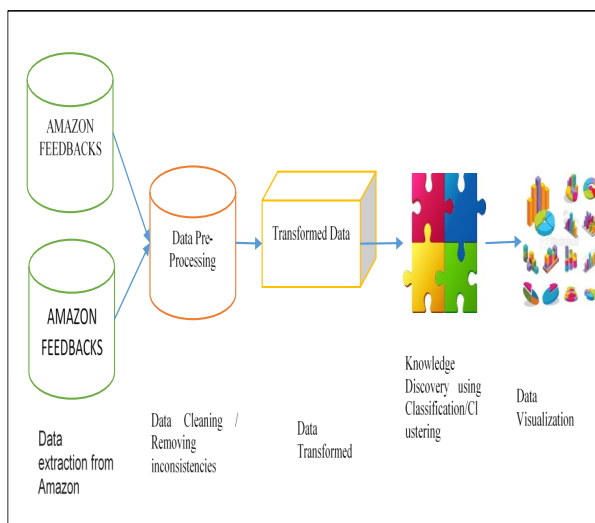 AMAZON
FEEDBACKS
Data Pre-
Processing
Transformed Data
AMAZON
FEEDBACKS
Data
extraction from
Amazon
Data Cleaning /
Removing
inconsistencies
Data
Transformed
Knowledge
Discovery using
Classification/Cl
ustering
Data
Visualization